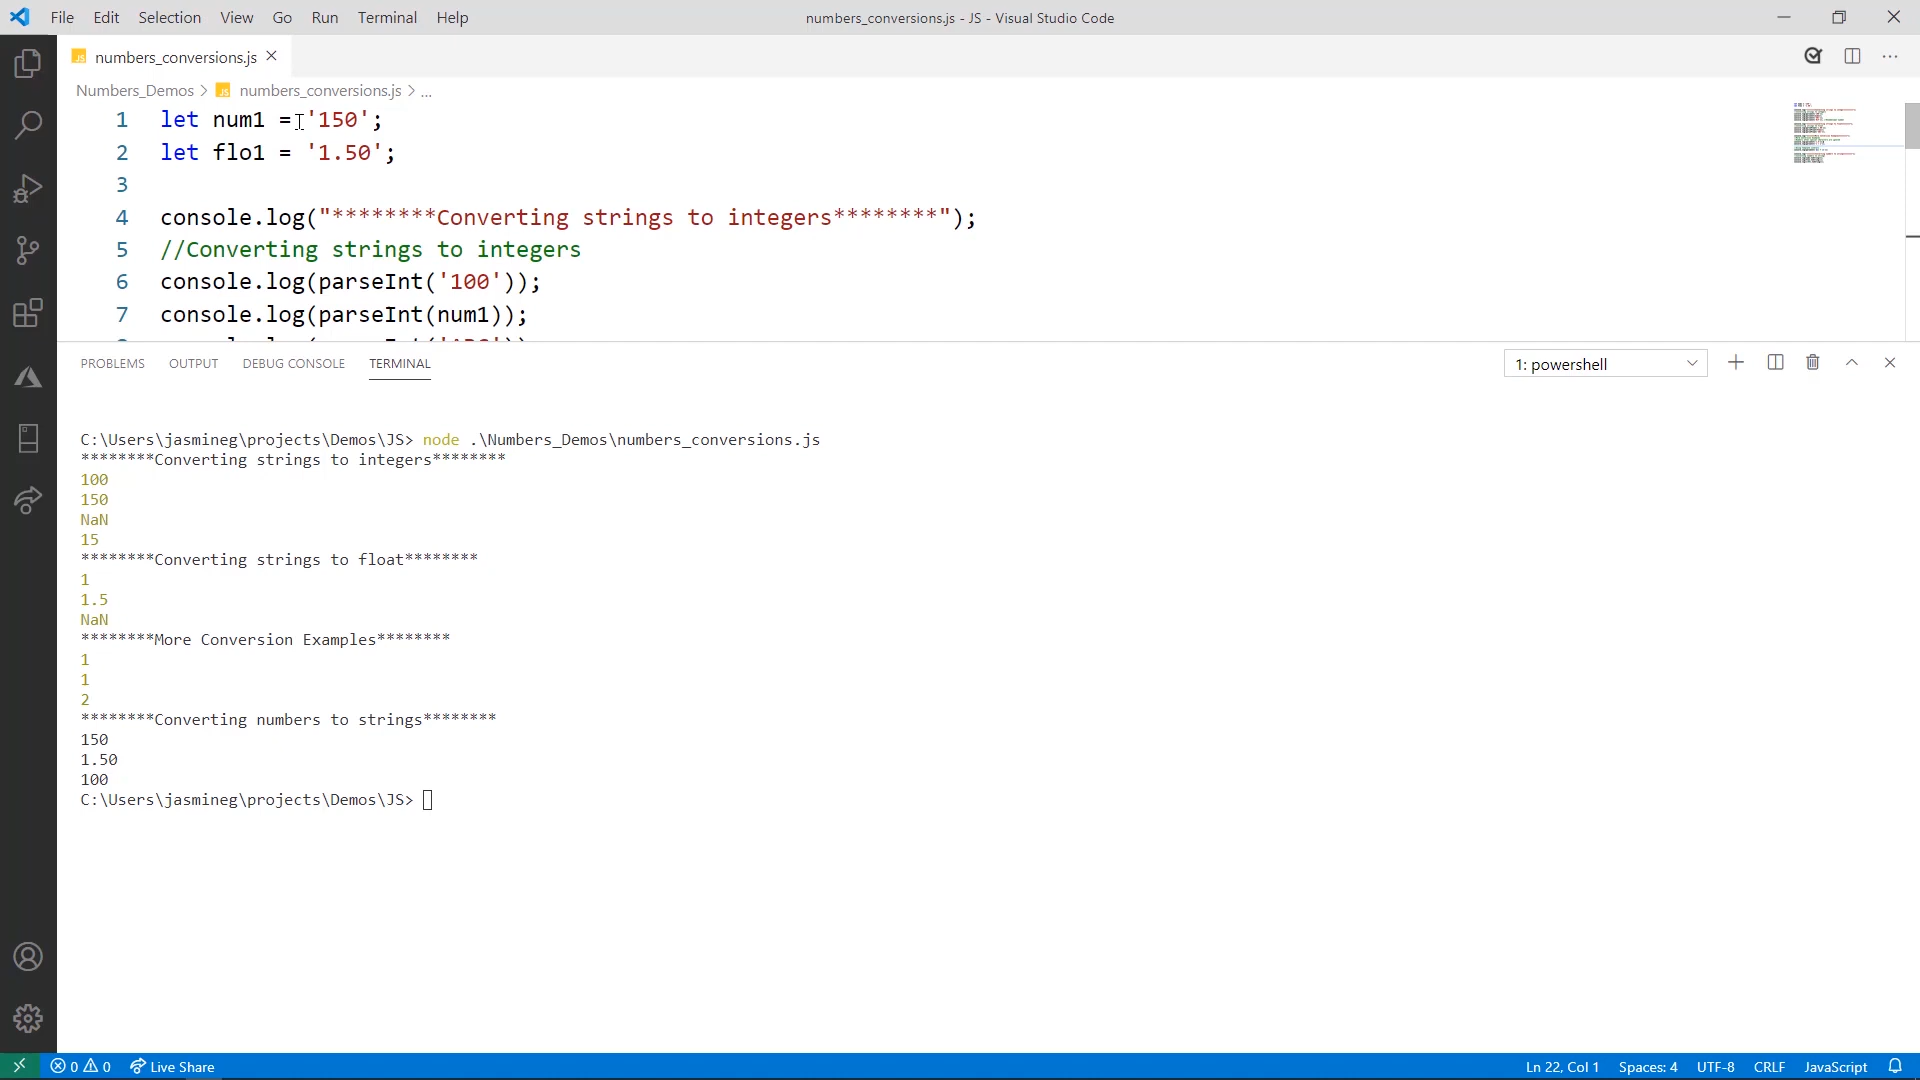 File Edit Selection View Go Run Terminal Help
numbers_conversions.js - JS - Visual Studio Code
JS numbers_conversions.js
Numbers_Demos > JS numbers_conversions.js > ...
1 let num1 = '150';
2 let flo1 = '1.50';
3
4 console.log("********Converting strings to integers********");
5 //Converting strings to integers
6 console.log(parseInt('100'));
7 console.log(parseInt(num1));
PROBLEMS OUTPUT DEBUG CONSOLE TERMINAL
1: powershell
C:\Users\jasmineg\projects\Demos\JS> node .\Numbers_Demos\numbers_conversions.js
********Converting strings to integers********
100
150
NaN
15
********Converting strings to float********
1
1.5
NaN
********More Conversion Examples********
1
1
2
********Converting numbers to strings********
150
1.50
100
C:\Users\jasmineg\projects\Demos\JS>
0 0 Live Share
Ln 22, Col 1 Spaces: 4 UTF-8 CRLF JavaScript